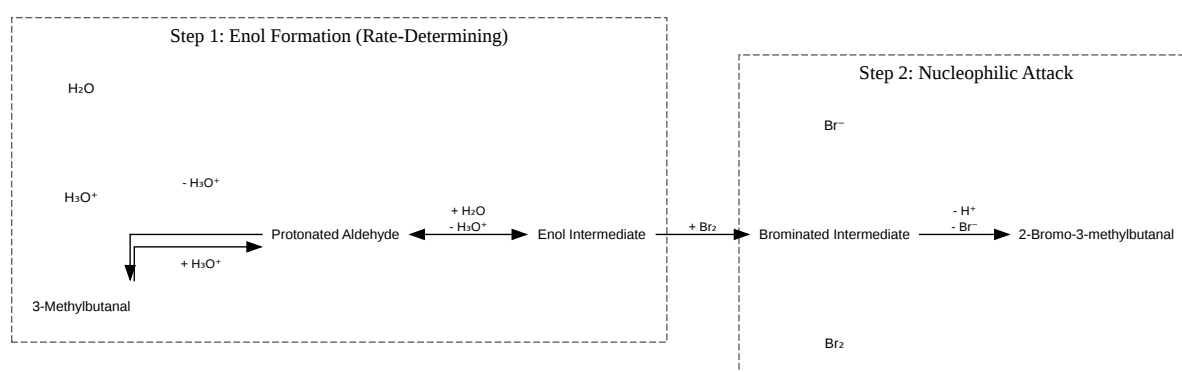 Step 1: Enol Formation (Rate-Determining)
H₂O
H₃O⁺
- H₃O⁺
+ H₃O⁺
3-Methylbutanal
Protonated Aldehyde
+ H₂O
- H₃O⁺
Enol Intermediate
+ Br₂
Step 2: Nucleophilic Attack
Br⁻
Brominated Intermediate
- H⁺
- Br⁻
2-Bromo-3-methylbutanal
Br₂